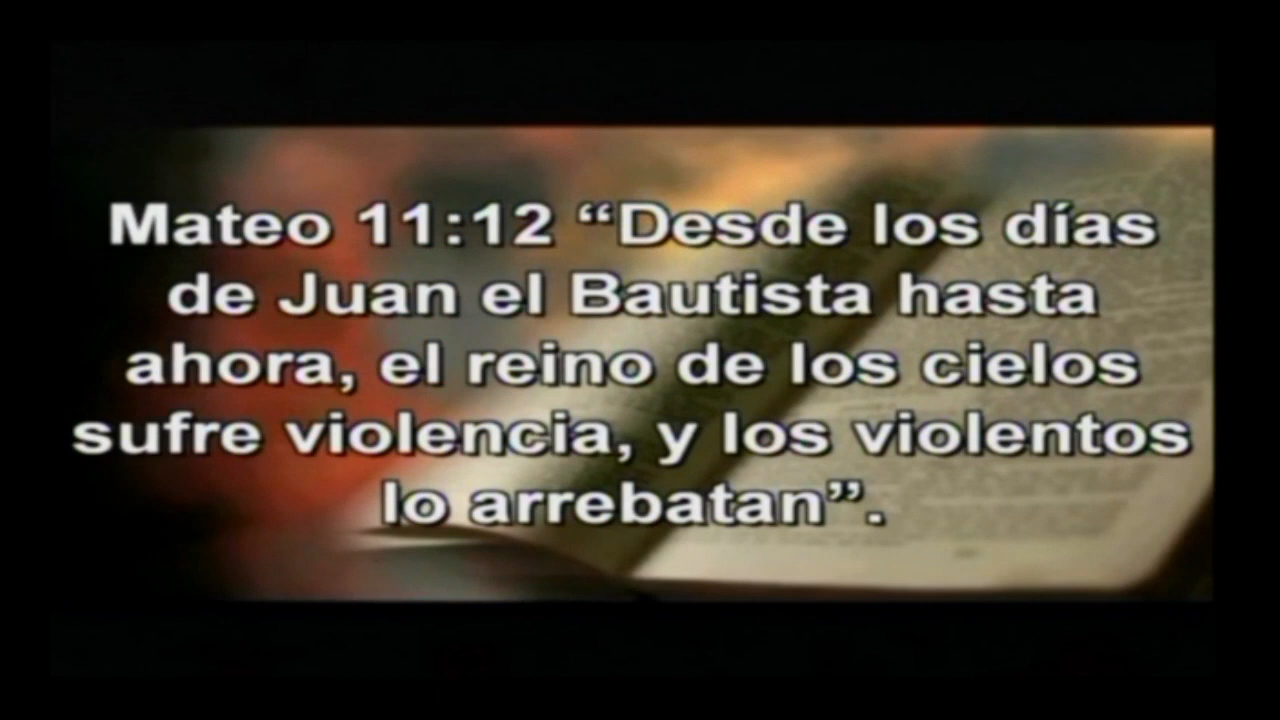 Mateo 11:12 “Desde los días
de Juan el Bautista hasta
ahora, el reino de los cielos
sufre violencia, y los violentos
lo arrebatan”.